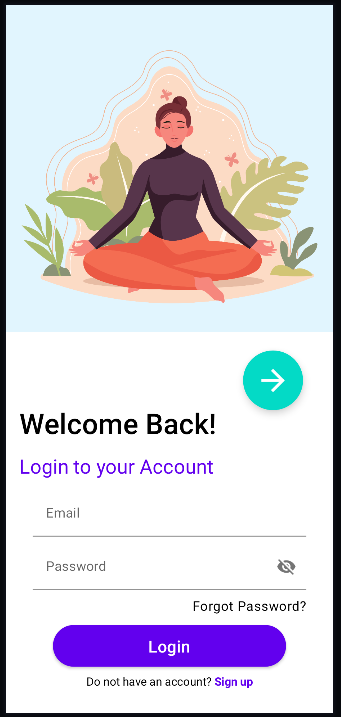 Welcome Back!
Login to your Account
Email
Password
Forgot Password?
Login
Do not have an account? Sign up